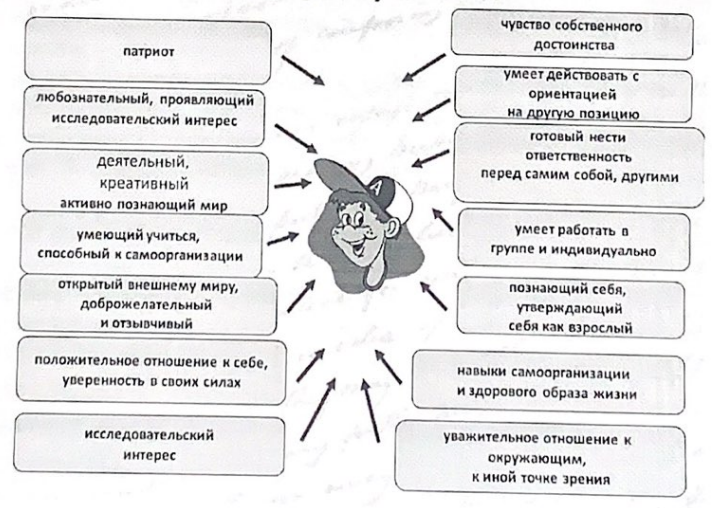 патриот
любознательный, проявляющий
исследовательский интерес
деятельный,
креативный
активно познающий мир
умеющий учиться,
способный к самоорганизации
открытый внешнему миру,
доброжелательный
и отзывчивый
положительное отношение к себе,
уверенность в своих силах
исследовательский
интерес
чувство собственного
достоинства
умеет действовать с
ориентацией
на другую позицию
готовый нести
ответственность
перед самим собой, другими
умеет работать в
группе и индивидуально
познающий себя,
утверждающий
себя как взрослый
навыки самоорганизации
и здорового образа жизни
уважительное отношение к
окружающим,
к иной точке зрения